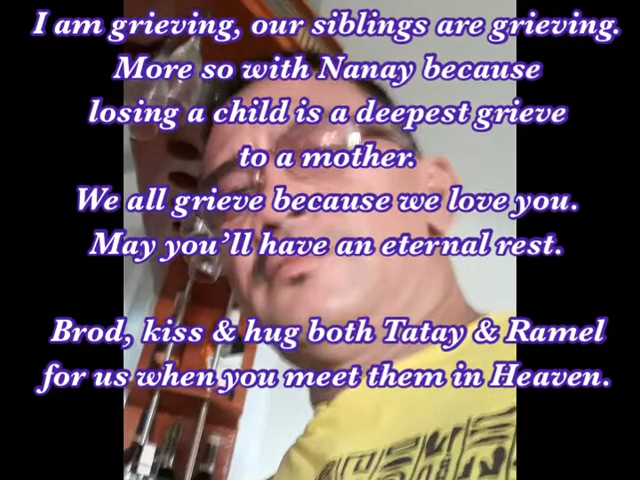 I am grieving, our siblings are grieving.
More so with Nanay because
losing a child is a deepest grieve
to a mother.
We all grieve because we love you.
May you'll have an eternal rest.
Brod, kiss & hug both Tatay & Ramel
for us when you meet them in Heaven.